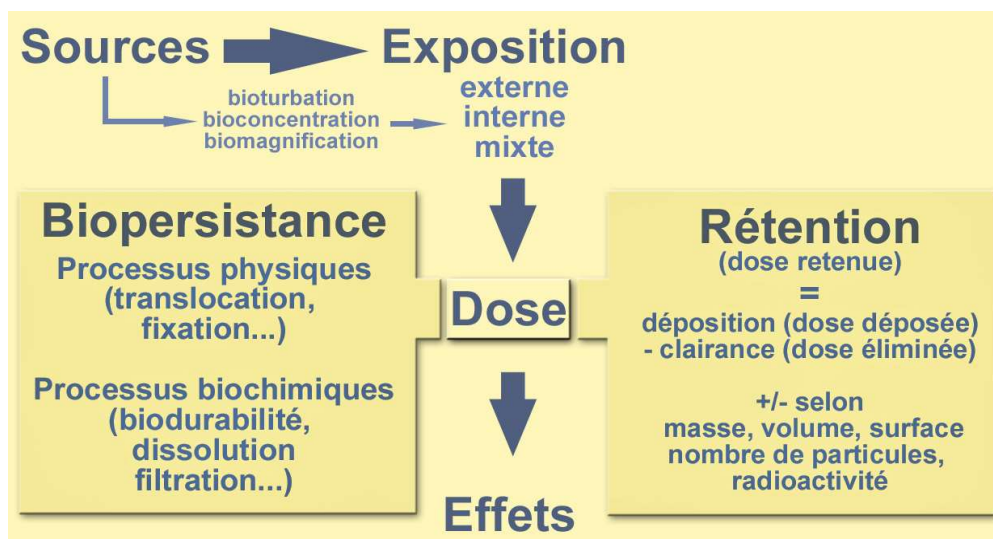 Sources
Exposition
bioturbation
bioconcentration
biomagnification
externe
interne
mixte
Biopersistance
Processus physiques
(translocation,
fixation...)
Processus biochimiques
(biodurabilité,
dissolution
filtration...)
Dose
Rétention
(dose retenue)
=
déposition (dose déposée)
- clairance (dose éliminée)
+/- selon
masse, volume, surface
nombre de particules,
radioactivité
Effets